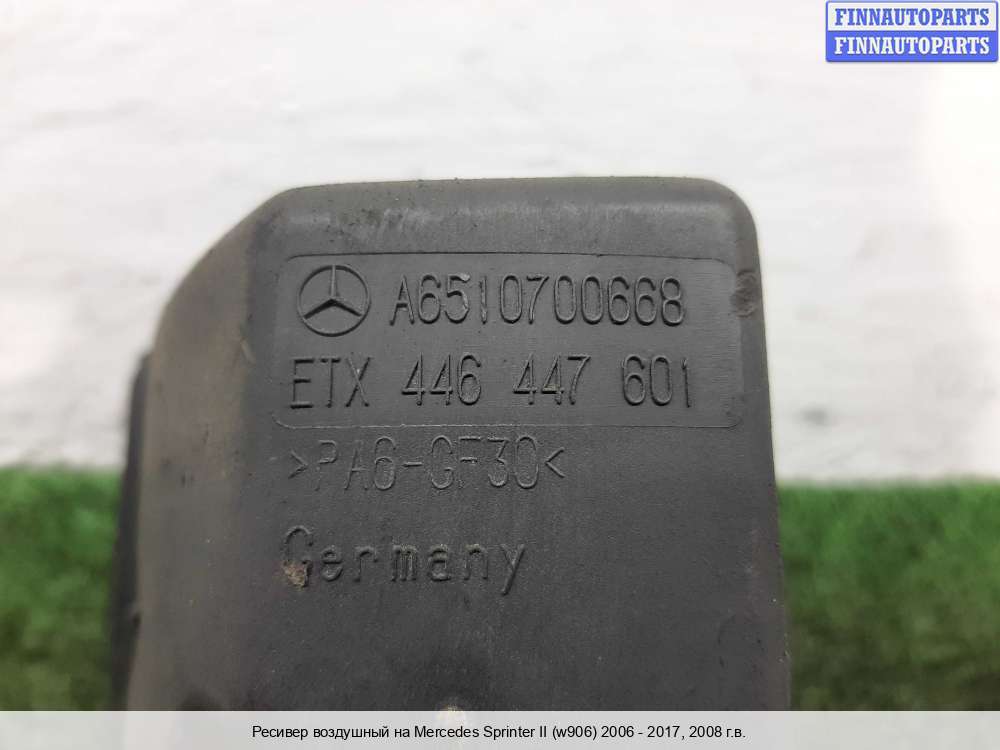 FINNAUTOPARTS
FINNAUTOPARTS
A6510700668
ETX 446 447 601
>PA6-GF30<
Germany
Ресивер воздушный на Mercedes Sprinter II (w906) 2006 - 2017, 2008 г.в.